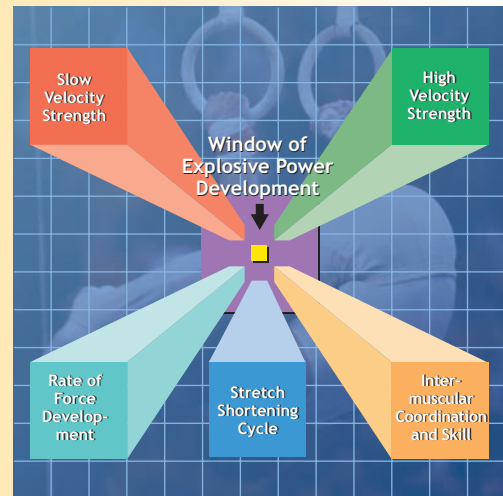 Slow
Velocity
Strength
High
Velocity
Strength
Window of
Explosive Power
Development
Rate of
Force
Develop-
ment
Stretch
Shortening
Cycle
Inter-
muscular
Coordination
and Skill